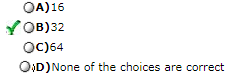 A)16
B)32
C)64
D)None of the choices are correct